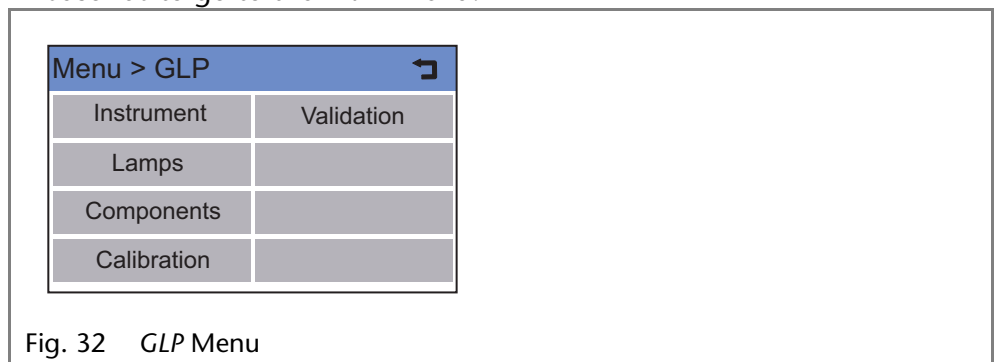 Menu > GLP
Instrument Validation
Lamps
Components
Calibration
Fig. 32 GLP Menu